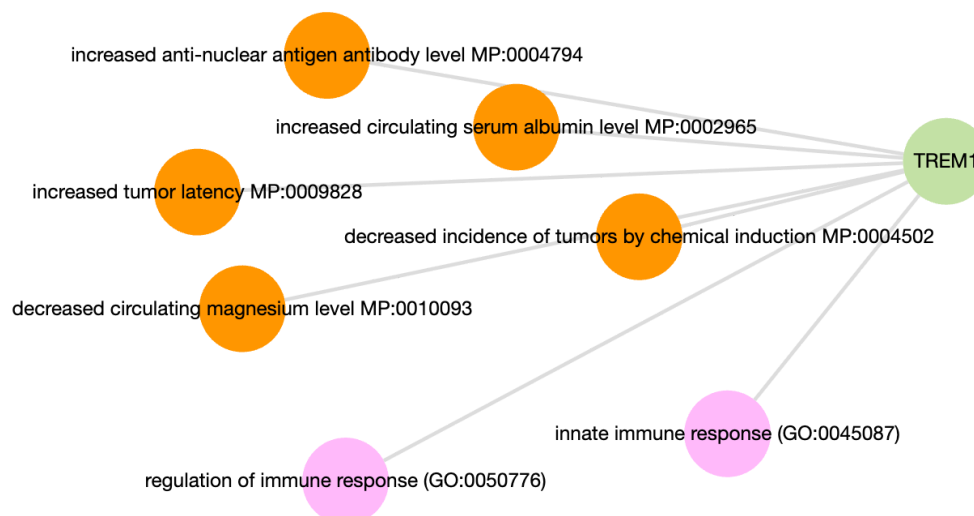 increased anti-nuclear antigen antibody level MP:0004794
increased circulating serum albumin level MP:0002965
TREM1
increased tumor latency MP:0009828
decreased incidence of tumors by chemical induction MP:0004502
decreased circulating magnesium level MP:0010093
innate immune response (GO:0045087)
regulation of immune response (GO:0050776)